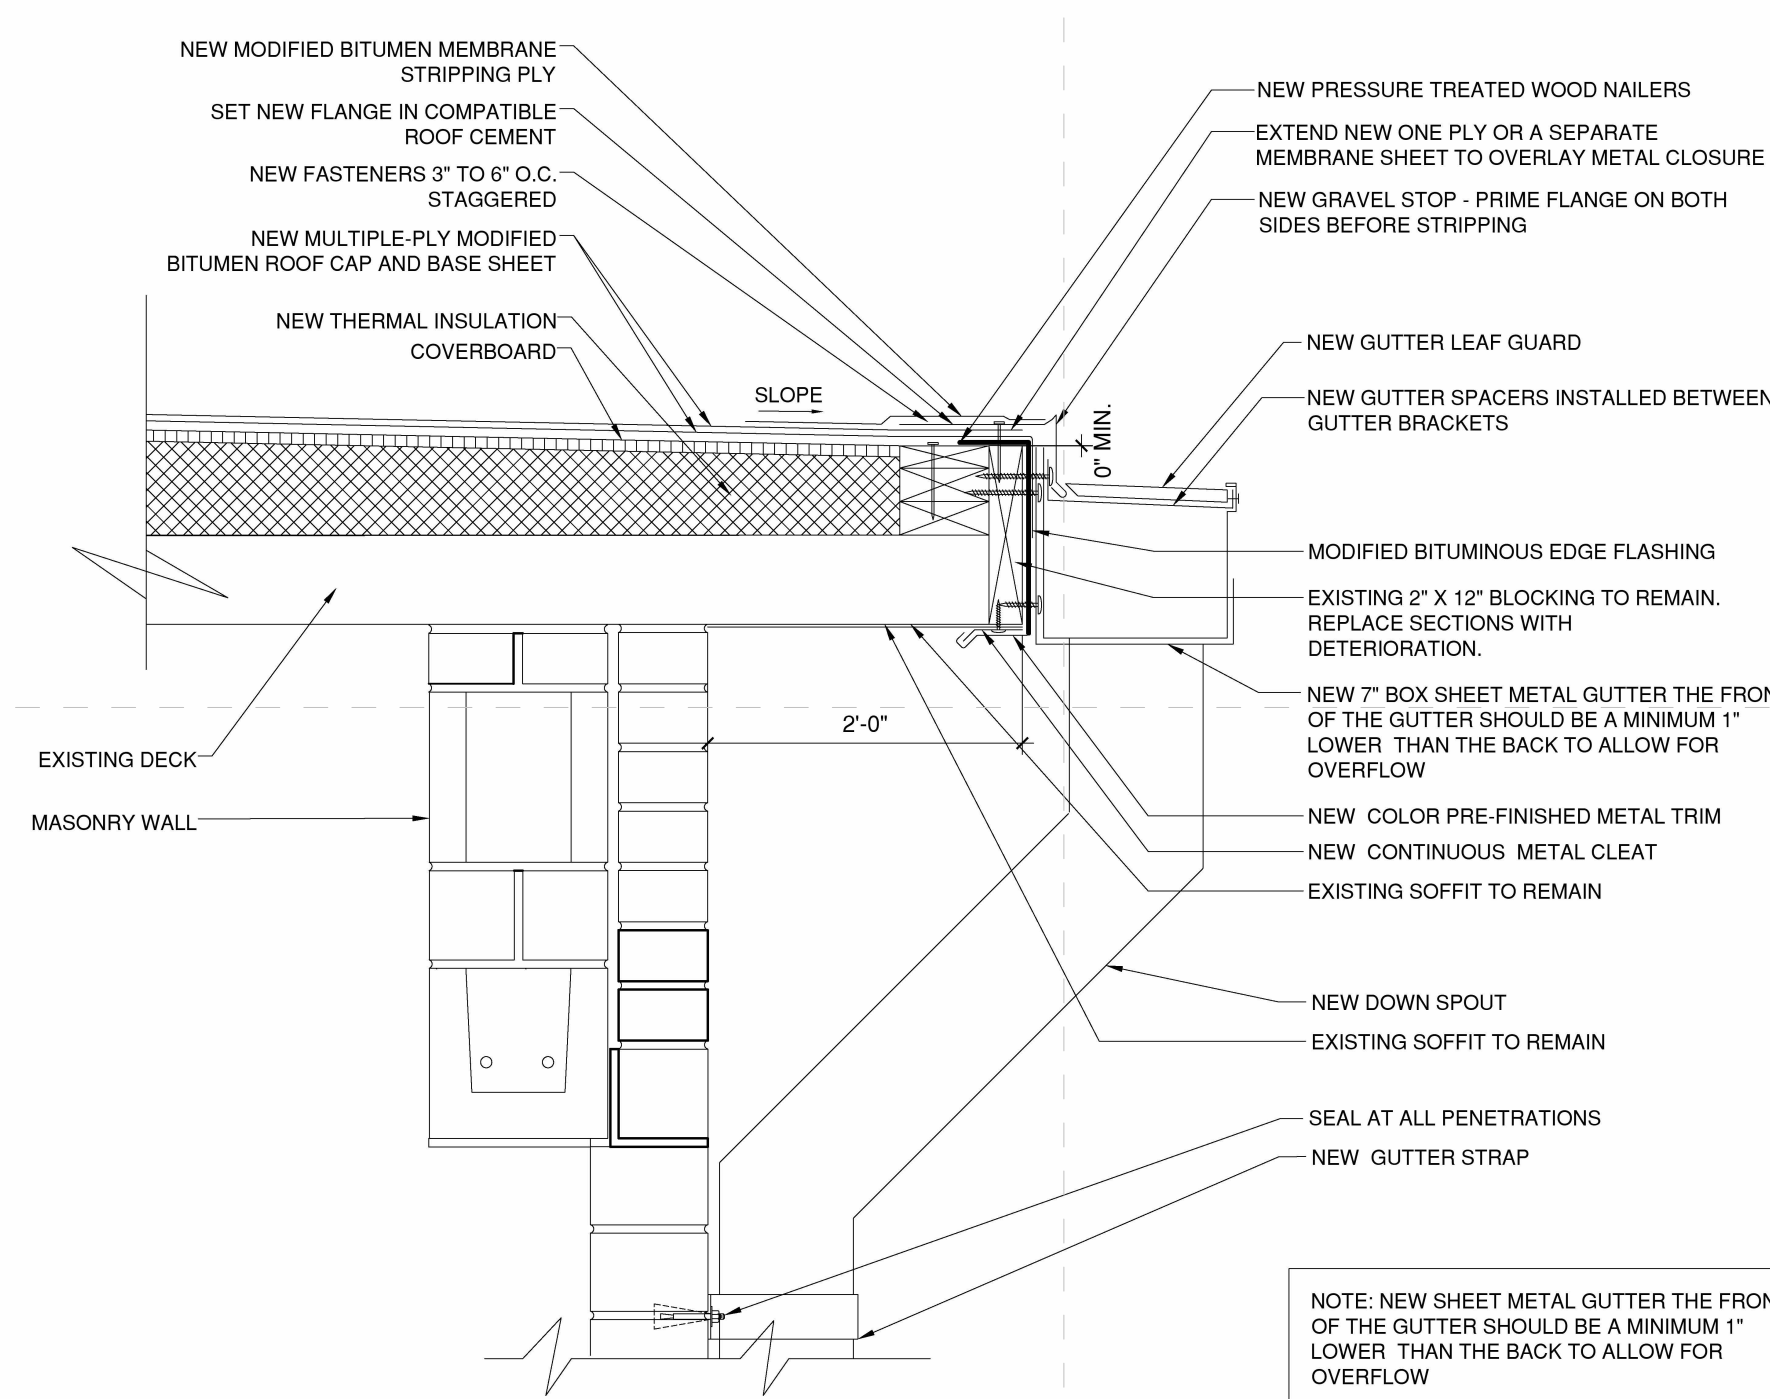 NEW MODIFIED BITUMEN MEMBRANE
STRIPPING PLY
SET NEW FLANGE IN COMPATIBLE
ROOF CEMENT
NEW FASTENERS 3" TO 6" O.C.
STAGGERED
NEW MULTIPLE-PLY MODIFIED
BITUMEN ROOF CAP AND BASE SHEET
NEW THERMAL INSULATION
COVERBOARD
SLOPE
0" MIN.
NEW PRESSURE TREATED WOOD NAILERS
EXTEND NEW ONE PLY OR A SEPARATE
MEMBRANE SHEET TO OVERLAY METAL CLOSURE
NEW GRAVEL STOP - PRIME FLANGE ON BOTH
SIDES BEFORE STRIPPING
NEW GUTTER LEAF GUARD
NEW GUTTER SPACERS INSTALLED BETWEEN
GUTTER BRACKETS
MODIFIED BITUMINOUS EDGE FLASHING
EXISTING 2" X 12" BLOCKING TO REMAIN.
REPLACE SECTIONS WITH
DETERIORATION.
NEW 7" BOX SHEET METAL GUTTER THE FRON
OF THE GUTTER SHOULD BE A MINIMUM 1"
LOWER THAN THE BACK TO ALLOW FOR
OVERFLOW
2'-0"
EXISTING DECK
MASONRY WALL
NEW COLOR PRE-FINISHED METAL TRIM
NEW CONTINUOUS METAL CLEAT
EXISTING SOFFIT TO REMAIN
NEW DOWN SPOUT
EXISTING SOFFIT TO REMAIN
SEAL AT ALL PENETRATIONS
NEW GUTTER STRAP
NOTE: NEW SHEET METAL GUTTER THE FRON
OF THE GUTTER SHOULD BE A MINIMUM 1"
LOWER THAN THE BACK TO ALLOW FOR
OVERFLOW